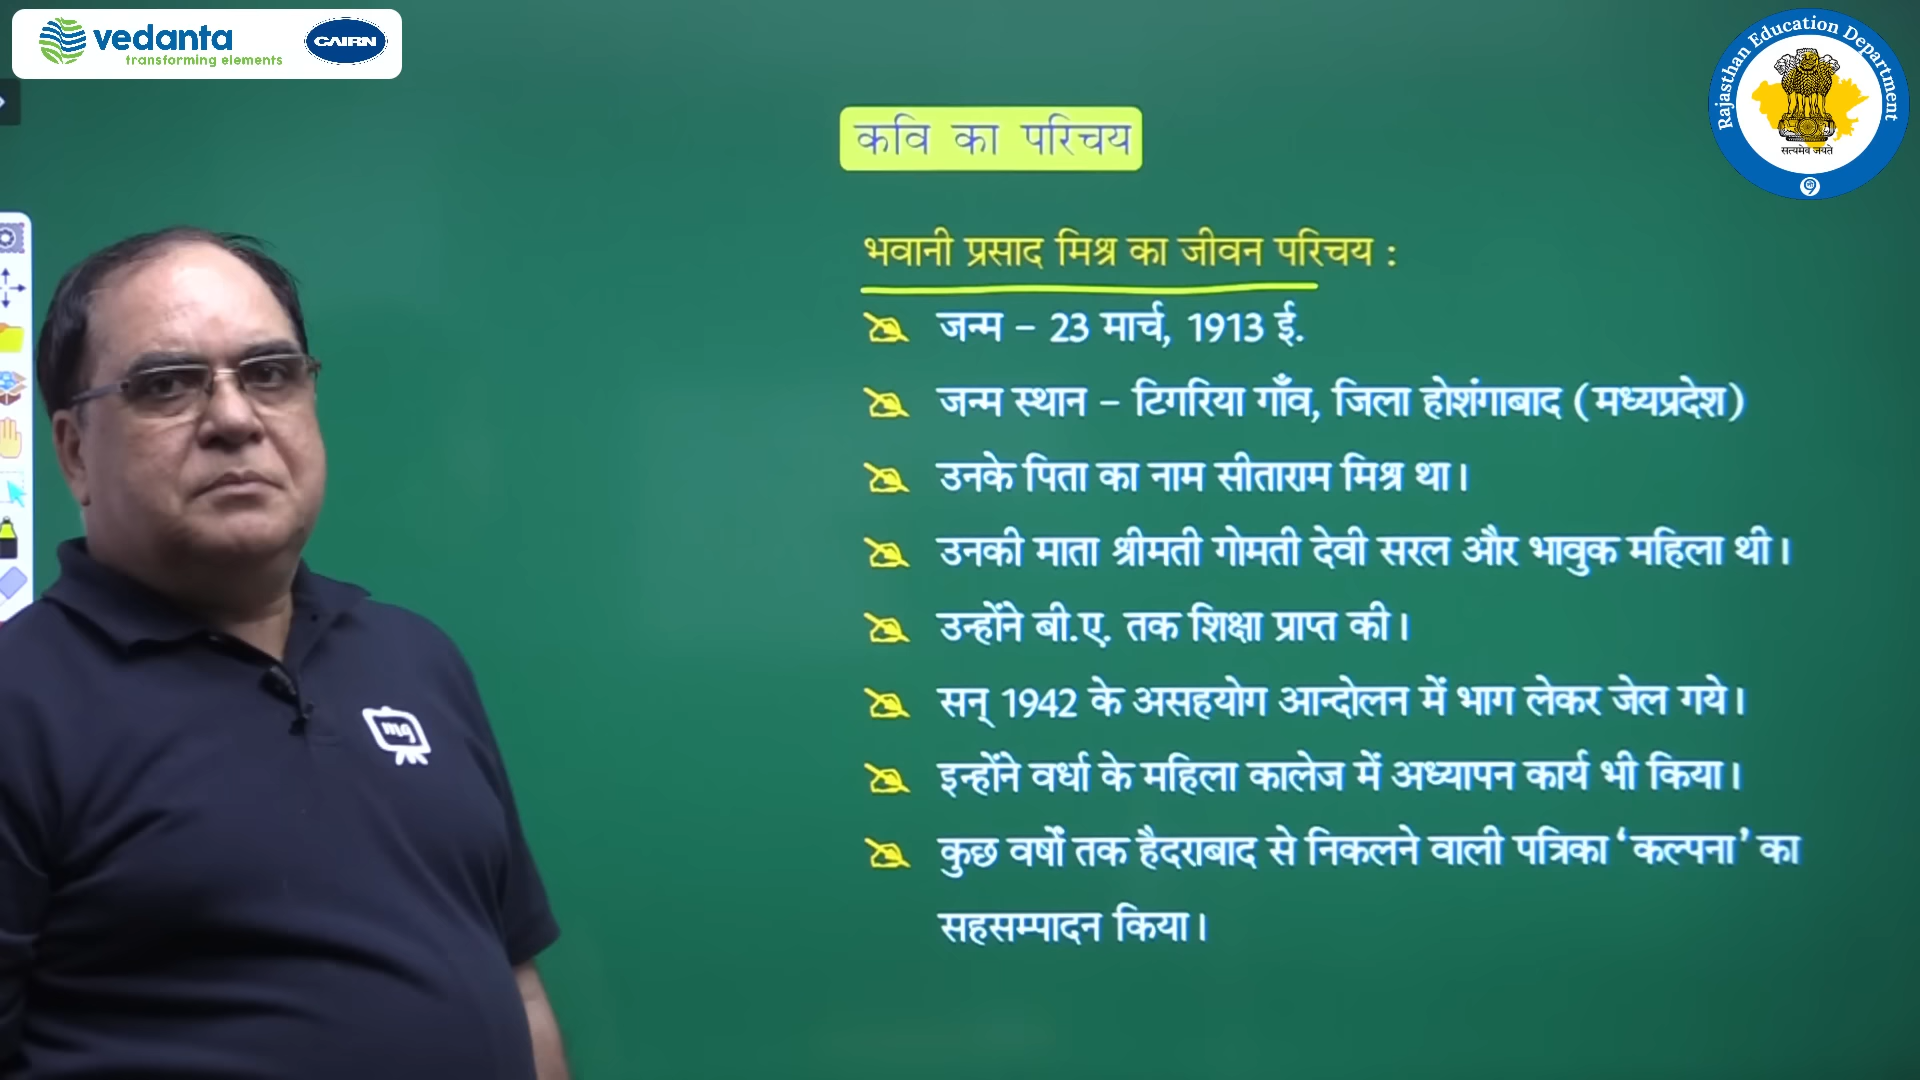 vedanta
transforming elements
CAIRN
Rajasthan Education Department
सत्यमेव जयते
कवि का परिचय
भवानी प्रसाद मिश्र का जीवन परिचय :
जन्म – 23 मार्च, 1913 ई.
जन्म स्थान – टिगरिया गाँव, जिला होशंगाबाद (मध्यप्रदेश)
उनके पिता का नाम सीताराम मिश्र था।
उनकी माता श्रीमती गोमती देवी सरल और भावुक महिला थी।
उन्होंने बी.ए. तक शिक्षा प्राप्त की।
सन् 1942 के असहयोग आन्दोलन में भाग लेकर जेल गये।
इन्होंने वर्धा के महिला कालेज में अध्यापन कार्य भी किया।
कुछ वर्षों तक हैदराबाद से निकलने वाली पत्रिका ‘कल्पना’ का
सहसम्पादन किया।
mg